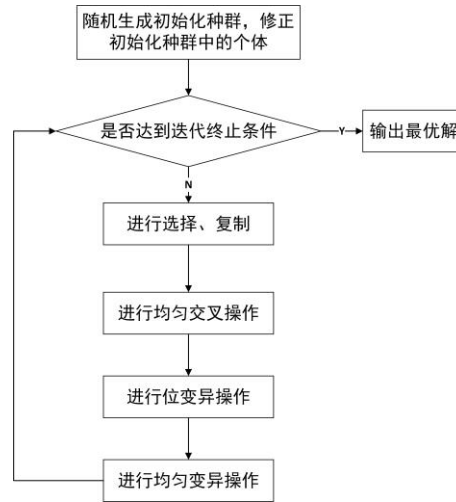 随机生成初始化种群，修正
初始化种群中的个体
是否达到迭代终止条件
Y
输出最优解
N
进行选择、复制
进行均匀交叉操作
进行位变异操作
进行均匀变异操作